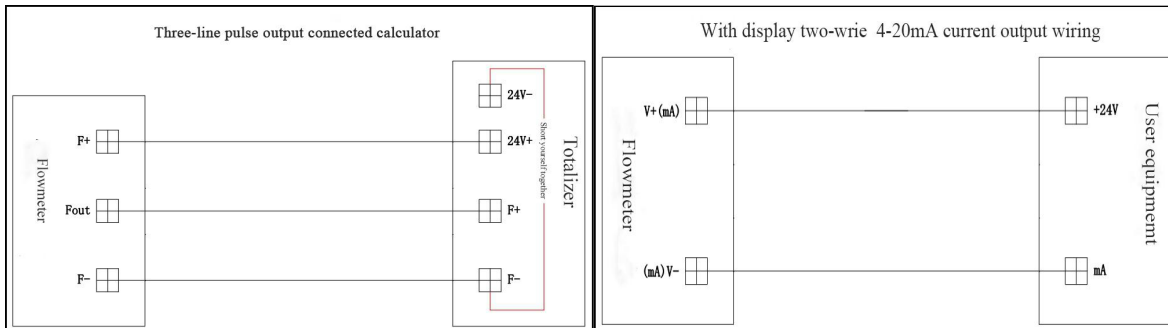 Three-line pulse output connected calculator
24V-
F+
24V+
Fout
F+
F-
F-
Flowmeter
Short yourself together
Totalizer
With display two-wrie 4-20mA current output wiring
V+(mA)
+24V
(mA)V-
mA
Flowmeter
User equipmemt